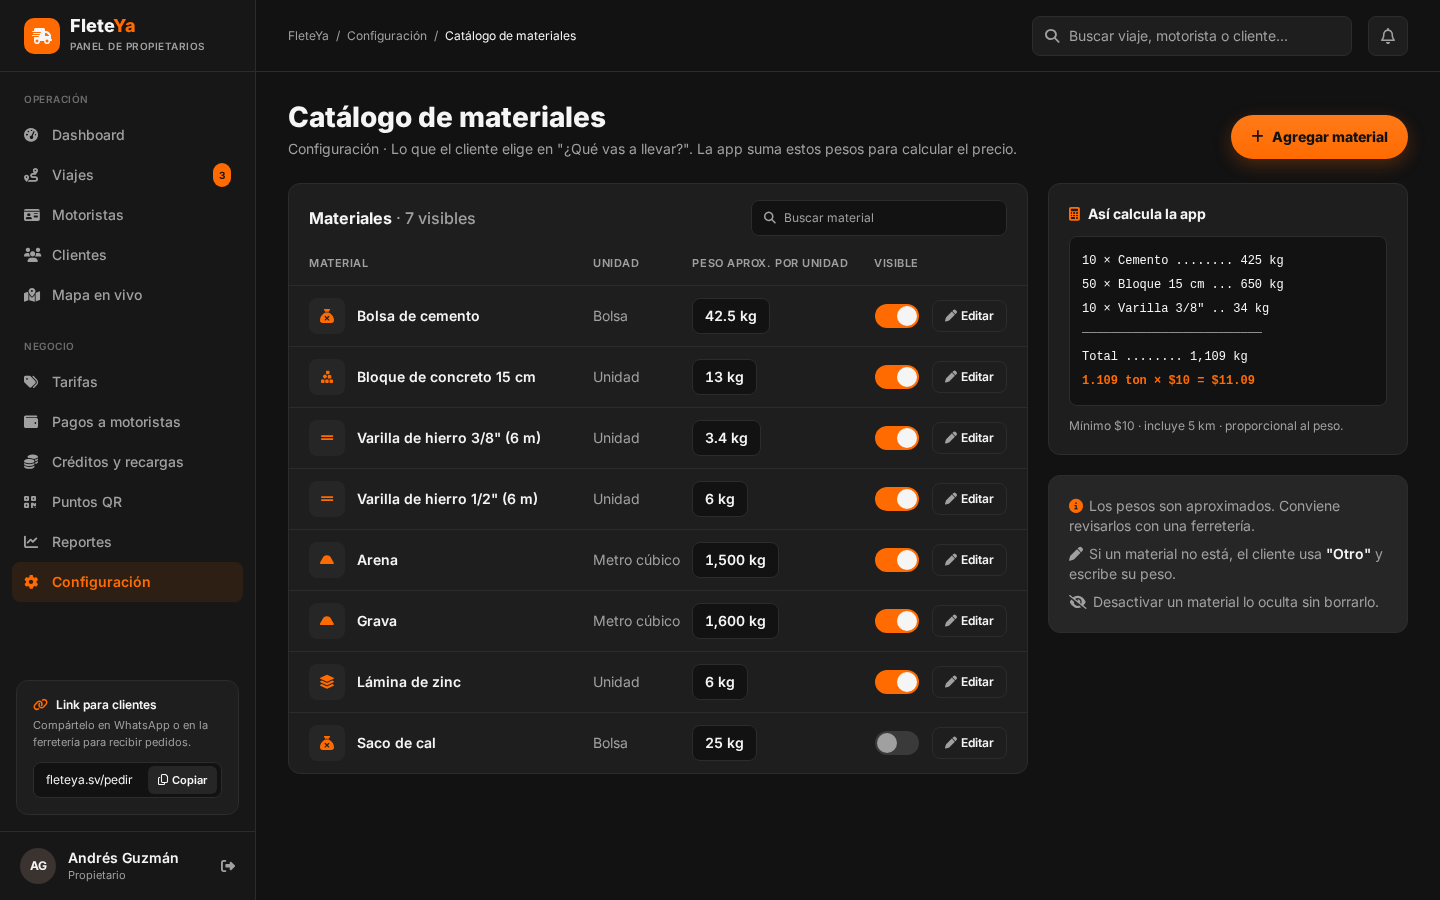 FleteYa
PANEL DE PROPIETARIOS
OPERACIÓN
Dashboard
Viajes
3
Motoristas
Clientes
Mapa en vivo
NEGOCIO
Tarifas
Pagos a motoristas
Créditos y recargas
Puntos QR
Reportes
Configuración
Link para clientes
Compártelo en WhatsApp o en la
ferretería para recibir pedidos.
fleteya.sv/pedir
Copiar
AG
Andrés Guzmán
Propietario
FleteYa / Configuración / Catálogo de materiales
Buscar viaje, motorista o cliente...
Catálogo de materiales
Configuración · Lo que el cliente elige en "¿Qué vas a llevar?". La app suma estos pesos para calcular el precio.
Agregar material
Materiales · 7 visibles
Buscar material
MATERIAL UNIDAD PESO APROX. POR UNIDAD VISIBLE
Bolsa de cemento Bolsa 42.5 kg Editar
Bloque de concreto 15 cm Unidad 13 kg Editar
Varilla de hierro 3/8" (6 m) Unidad 3.4 kg Editar
Varilla de hierro 1/2" (6 m) Unidad 6 kg Editar
Arena Metro cúbico 1,500 kg Editar
Grava Metro cúbico 1,600 kg Editar
Lámina de zinc Unidad 6 kg Editar
Saco de cal Bolsa 25 kg Editar
Así calcula la app
10 × Cemento ........ 425 kg
50 × Bloque 15 cm ... 650 kg
10 × Varilla 3/8" .. 34 kg
─────────────────────────
Total ........ 1,109 kg
1.109 ton × $10 = $11.09
Mínimo $10 · incluye 5 km · proporcional al peso.
Los pesos son aproximados. Conviene
revisarlos con una ferretería.
Si un material no está, el cliente usa "Otro" y
escribe su peso.
Desactivar un material lo oculta sin borrarlo.